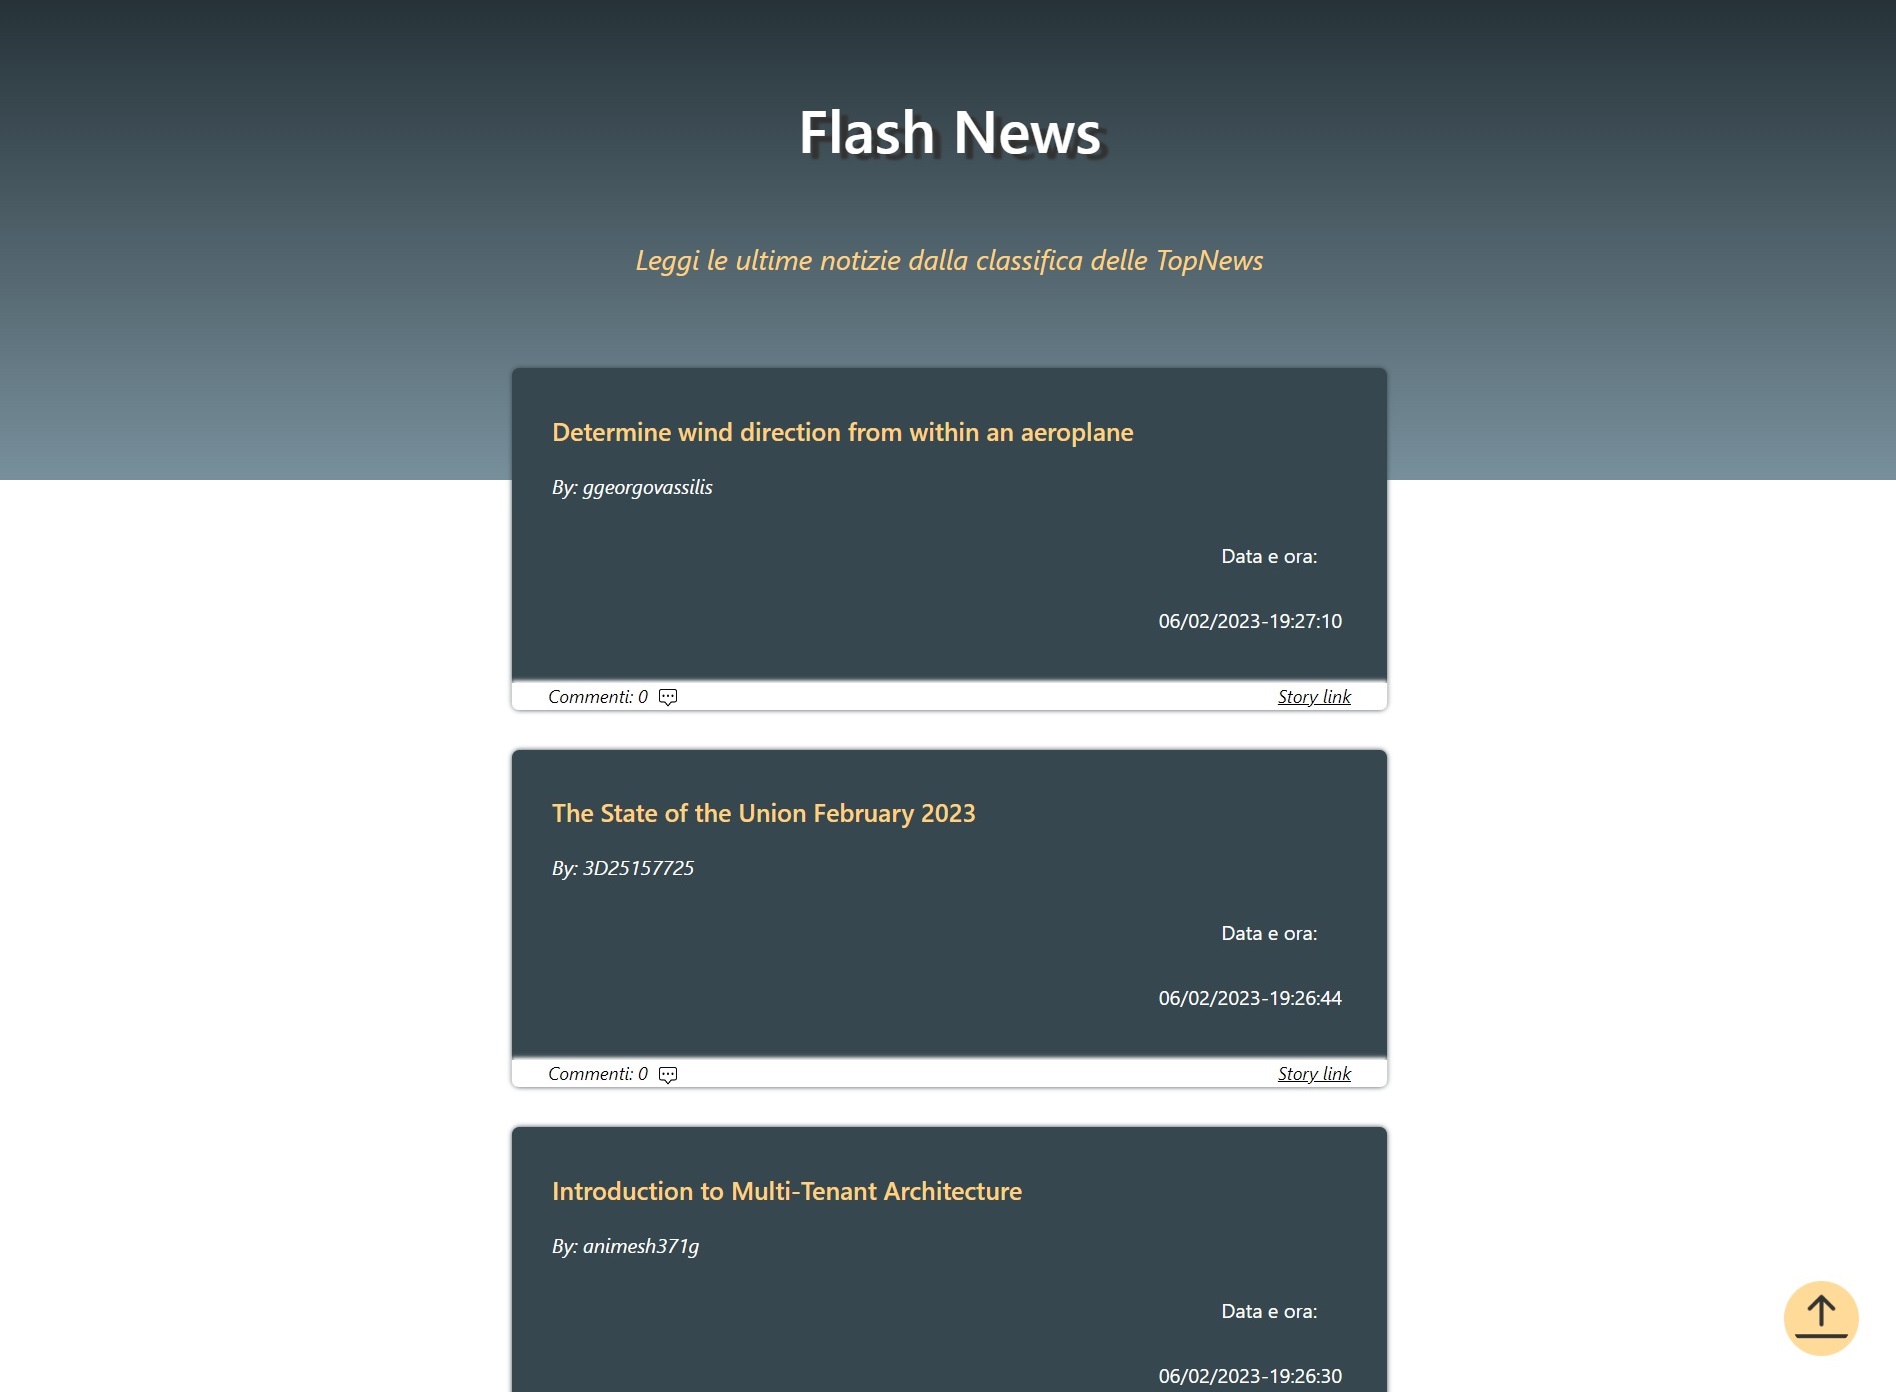 Flash News
Leggi le ultime notizie dalla classifica delle TopNews
Determine wind direction from within an aeroplane
By: ggeorgovassilis
Data e ora:
06/02/2023-19:27:10
Commenti: 0 Story link
The State of the Union February 2023
By: 3D25157725
Data e ora:
06/02/2023-19:26:44
Commenti: 0 Story link
Introduction to Multi-Tenant Architecture
By: animesh371g
Data e ora:
06/02/2023-19:26:30